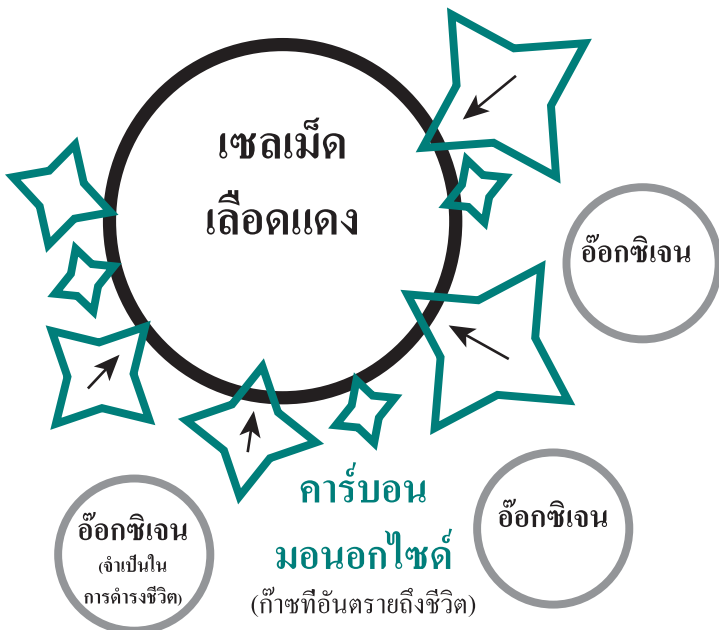 เซลเม็ด
เลือดแดง
อ๊อกซิเจน
คาร์บอน
มอนอกไซด์
(ก๊าซที่อันตรายถึงชีวิต)
อ๊อกซิเจน
อ๊อกซิเจน
(จำเป็นใน
การดำรงชีวิต)